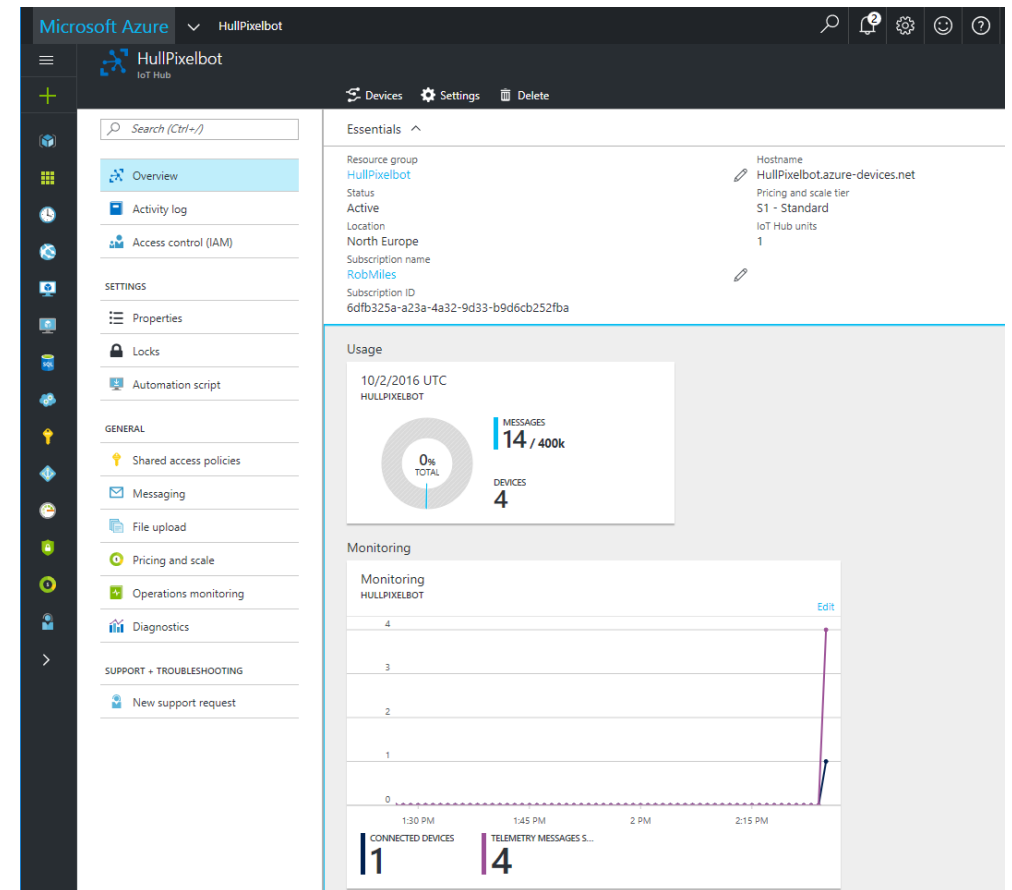 Microsoft Azure HullPixelbot 2
HullPixelbot
IoT Hub
Devices Settings Delete
Search (Ctrl+/)
Overview
Activity log
Access control (IAM)
SETTINGS
Properties
Locks
Automation script
GENERAL
Shared access policies
Messaging
File upload
Pricing and scale
Operations monitoring
Diagnostics
SUPPORT + TROUBLESHOOTING
New support request
Essentials
Resource group
HullPixelbot
Status
Active
Location
North Europe
Subscription name
RobMiles
Subscription ID
6dfb325a-a23a-4a32-9d33-b9d6cb252fba
Hostname
HullPixelbot.azure-devices.net
Pricing and scale tier
S1 - Standard
IoT Hub units
1
Usage
10/2/2016 UTC
HULLPIXELBOT
0%
TOTAL
MESSAGES
14 / 400k
DEVICES
4
Monitoring
Monitoring
HULLPIXELBOT
Edit
4
3
2
1
0
1:30 PM 1:45 PM 2 PM 2:15 PM
CONNECTED DEVICES
1
TELEMETRY MESSAGES S...
4
SQL